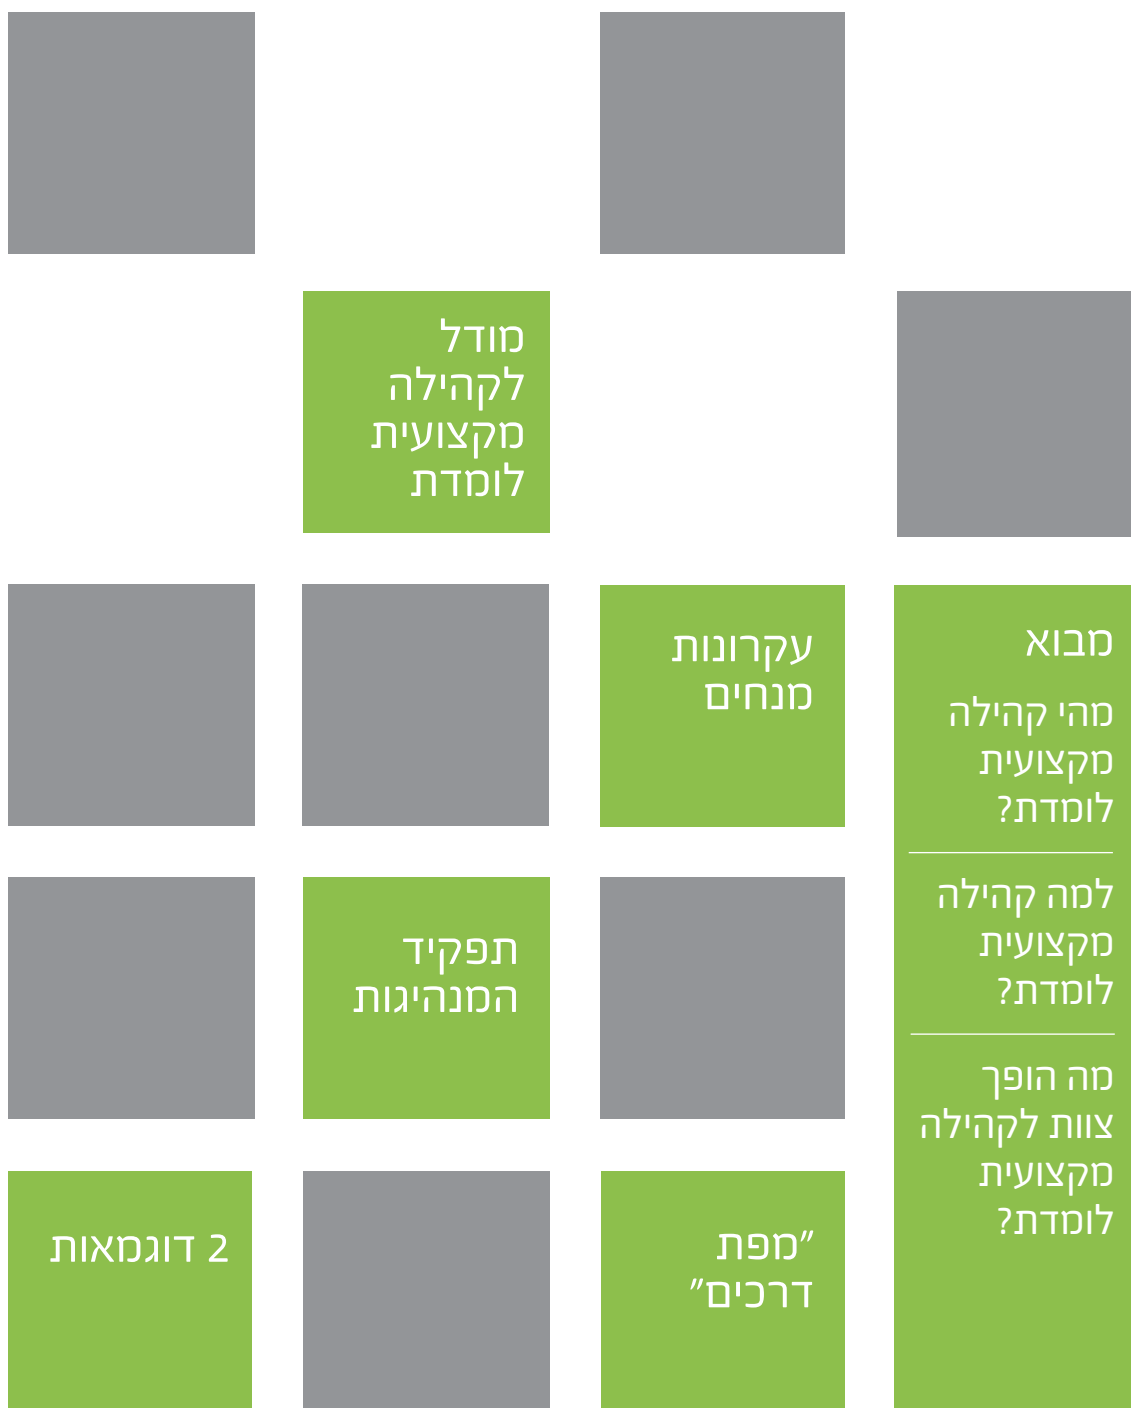 מבוא
מהי קהילה
מקצועית
לומדת?
למה קהילה
מקצועית
לומדת?
מה הופך
צוות לקהילה
מקצועית
לומדת?
עקרונות
מנחים
"מפת
דרכים"
מודל
לקהילה
מקצועית
לומדת
תפקיד
המנהיגות
2 דוגמאות